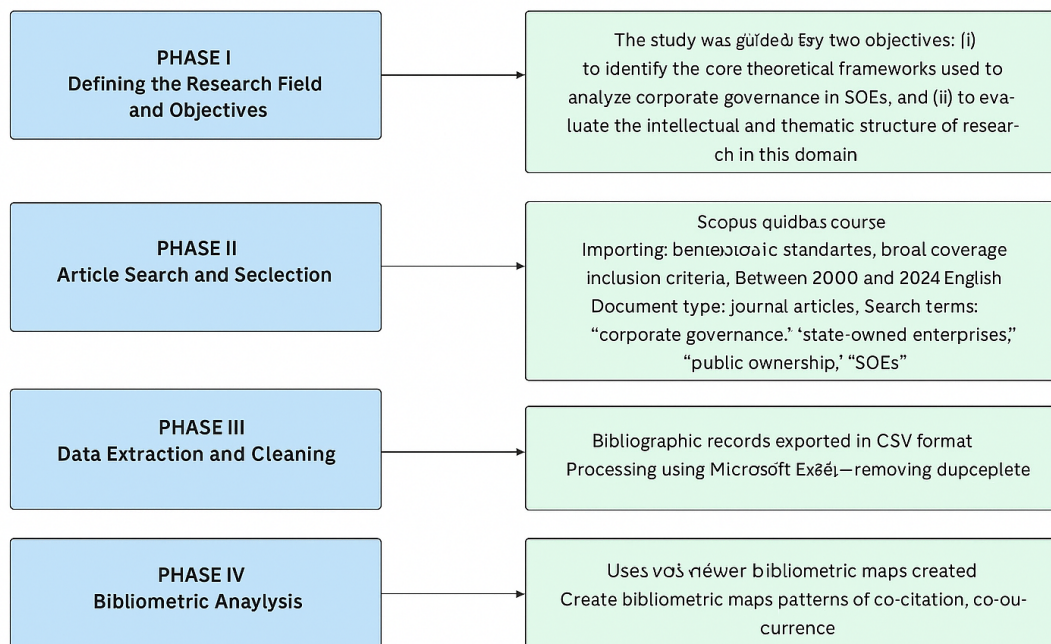 PHASE I
Defining the Research Field
and Objectives
The study was guided two objectives: (i)
to identify the core theoretical frameworks used to
analyze corporate governance in SOEs, and (ii) to eva-
luate the intellectual and thematic structure of resear-
ch in this domain
PHASE II
Article Search and Seclection
Scopus quidbas course
Importing: standartes, broal coverage
inclusion criteria, Between 2000 and 2024 English
Document type: journal articles, Search terms:
“corporate governance.’ ‘state-owned enterprises,”
“public ownership,’ “SOEs”
PHASE III
Data Extraction and Cleaning
Bibliographic records exported in CSV format
Processing using Microsoft —removing dupceplete
PHASE IV
Bibliometric Anaylysis
Uses bibliometric maps created
Create bibliometric maps patterns of co-citation, co-ou-
currence